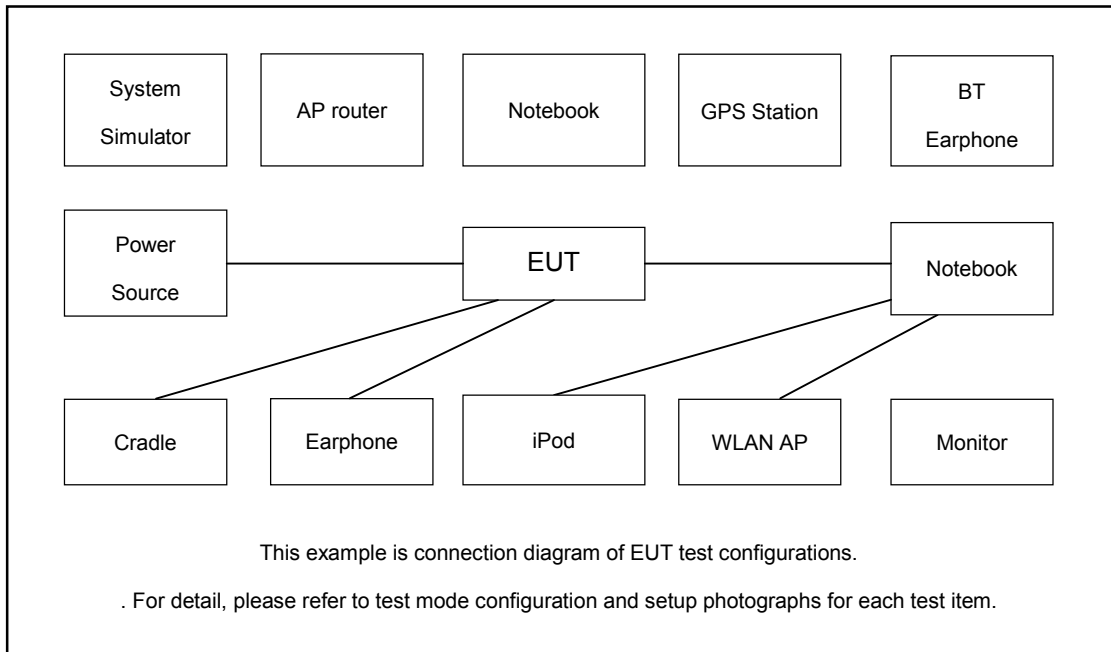 System
Simulator
AP router
Notebook
GPS Station
BT
Earphone
Power
Source
EUT
Notebook
Cradle
Earphone
iPod
WLAN AP
Monitor
This example is connection diagram of EUT test configurations.
. For detail, please refer to test mode configuration and setup photographs for each test item.